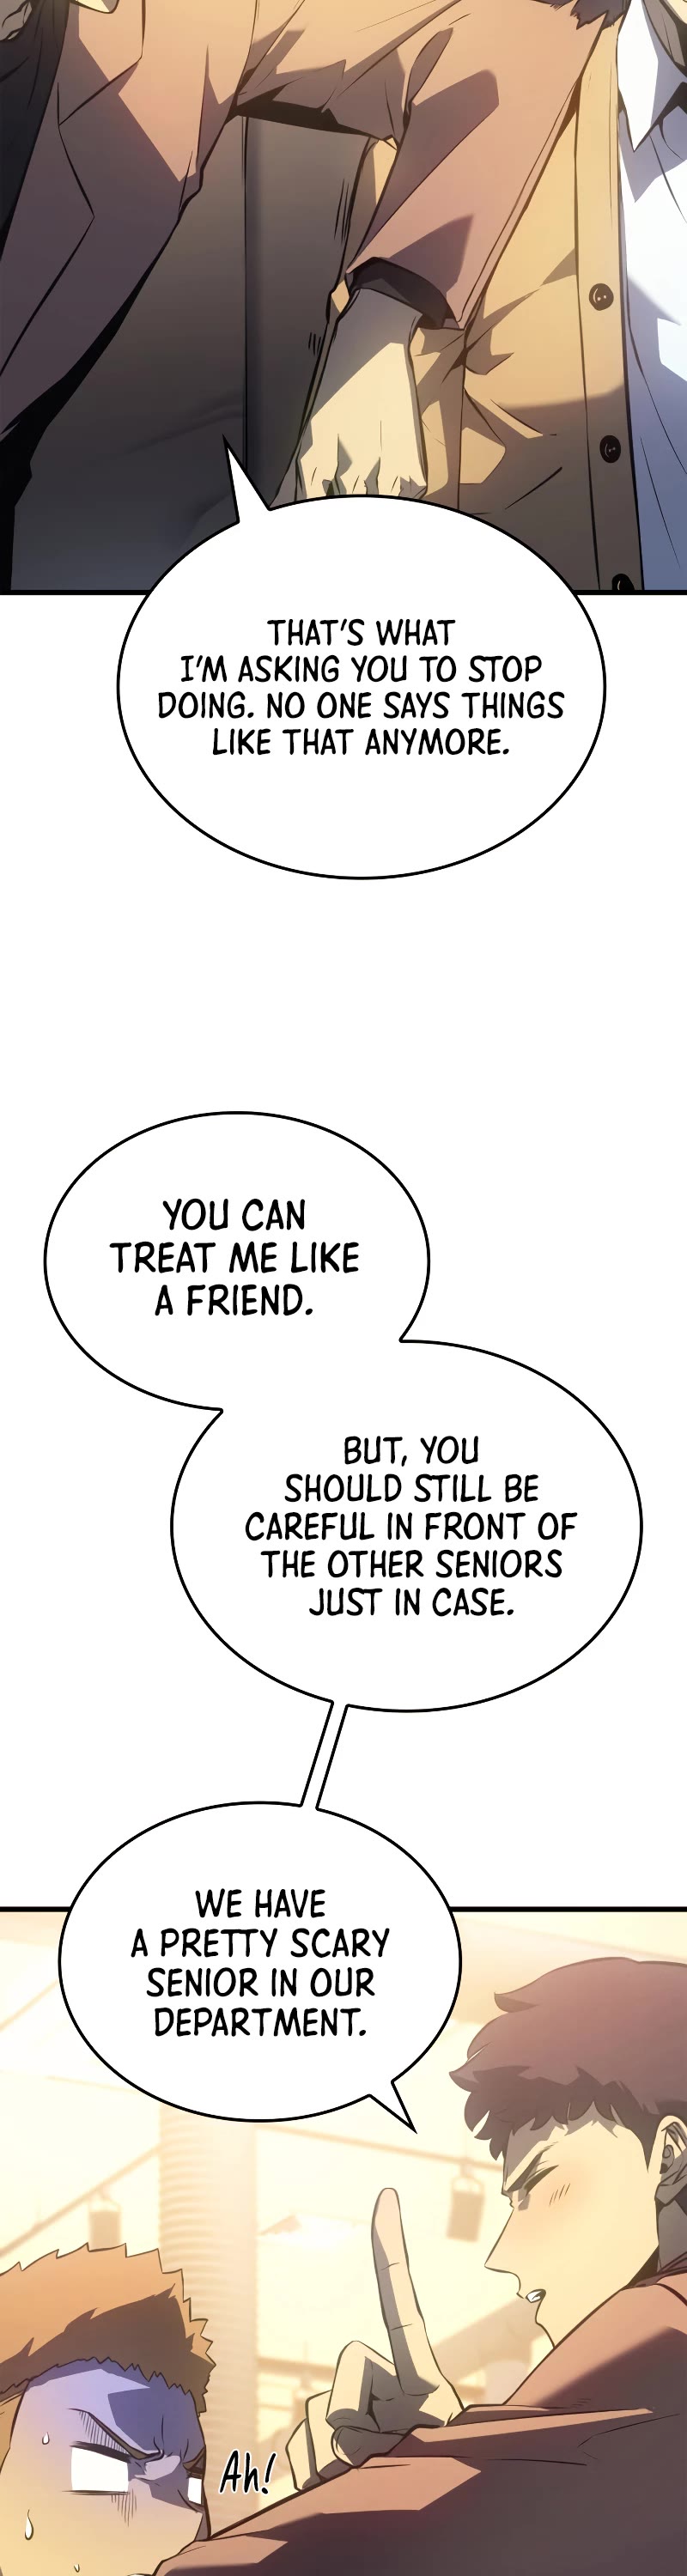 THAT'S WHAT
I'M ASKING YOU TO STOP
DOING. NO ONE SAYS THINGS
LIKE THAT ANYMORE.
YOU CAN
TREAT ME LIKE
A FRIEND.
BUT, YOU
SHOULD STILL BE
CAREFUL IN FRONT OF
THE OTHER SENIORS
JUST IN CASE.
WE HAVE
A PRETTY SCARY
SENIOR IN OUR
DEPARTMENT.
Ah!